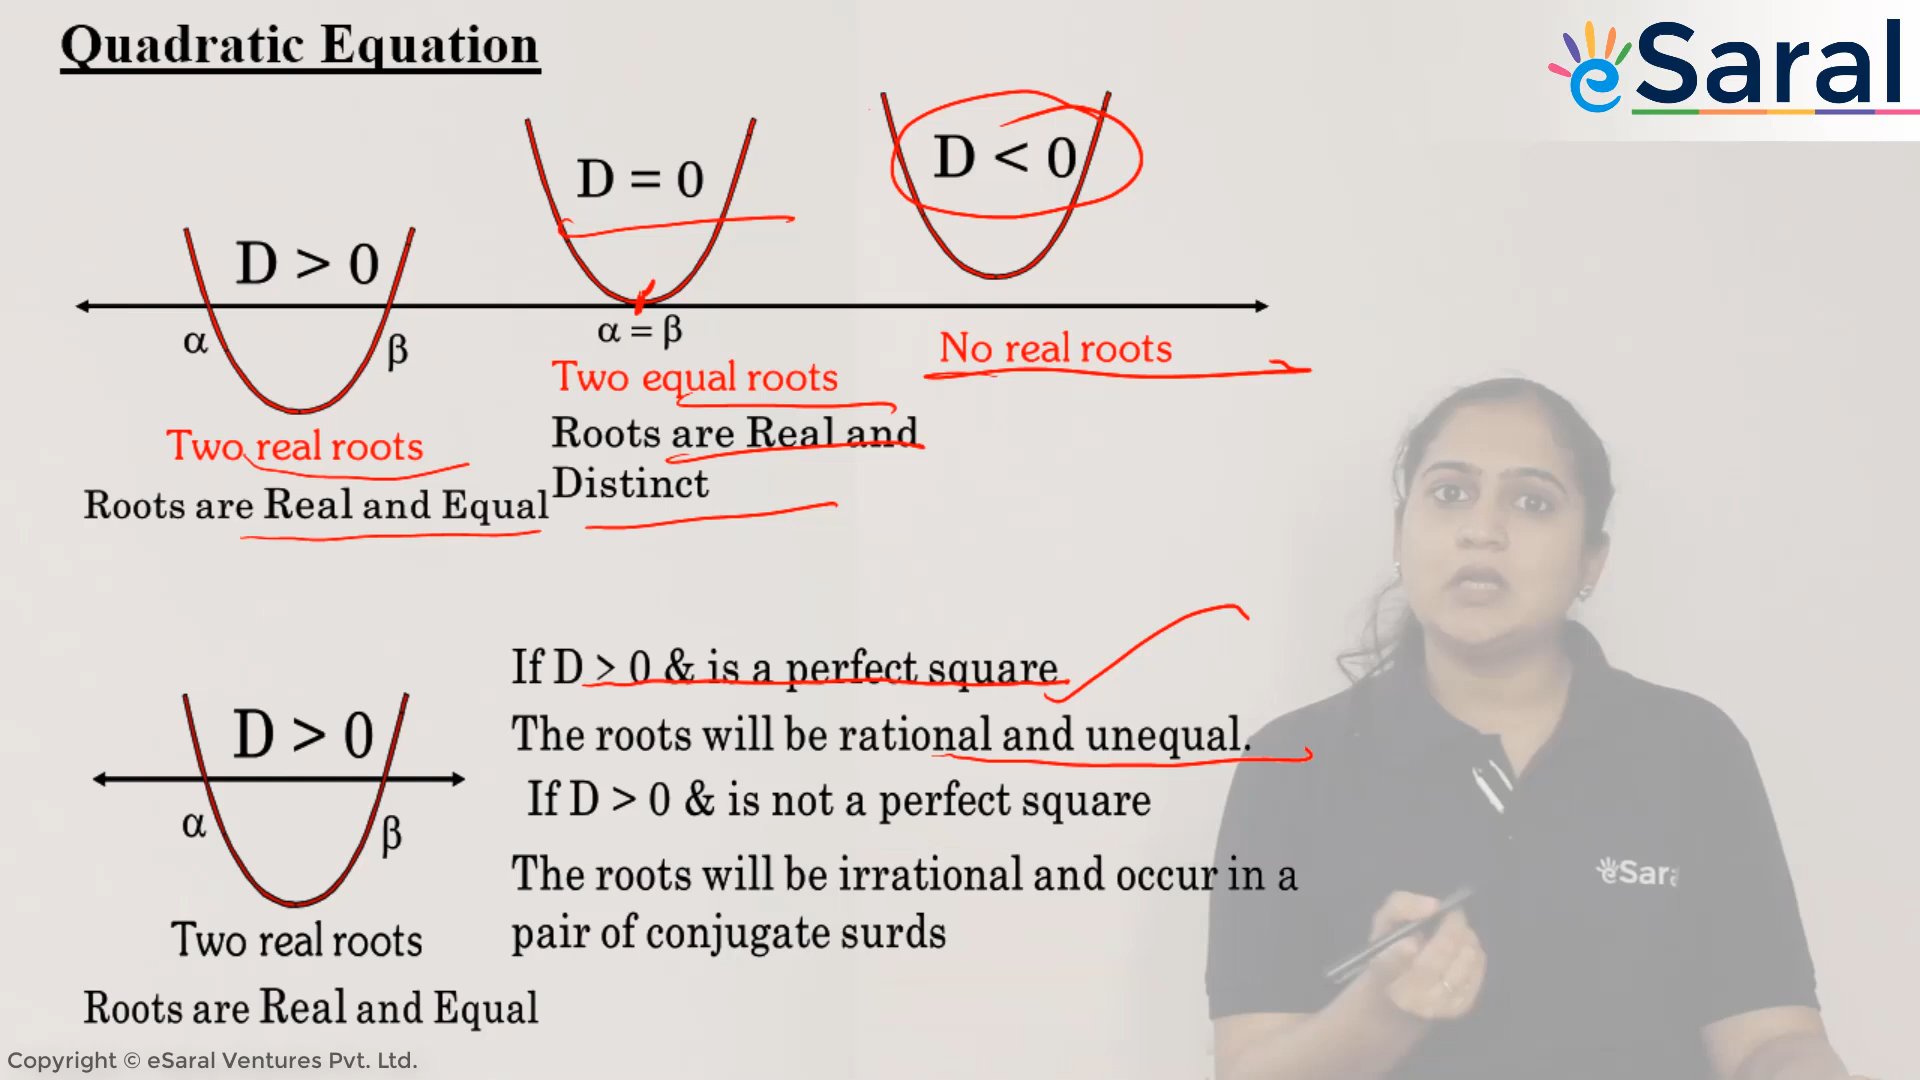 Quadratic Equation
eSaral
D > 0
D = 0
D < 0
α
β
α = β
Two real roots
Roots are Real and Equal
Two equal roots
Roots are Real and
Distinct
No real roots
D > 0
α
β
Two real roots
Roots are Real and Equal
If D > 0 & is a perfect square
The roots will be rational and unequal.
If D > 0 & is not a perfect square
The roots will be irrational and occur in a
pair of conjugate surds
eSaral
Copyright © eSaral Ventures Pvt. Ltd.